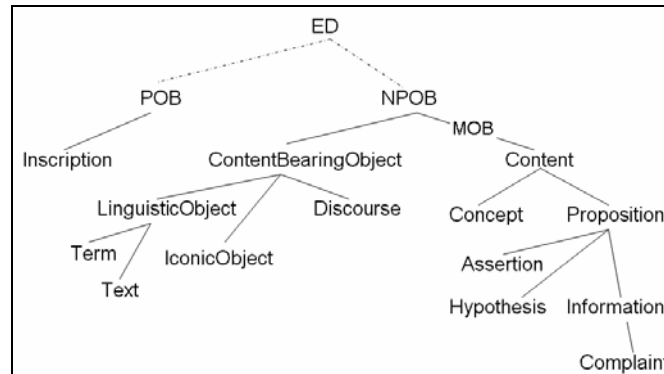 ED
POB NPOB
MOB
Inscription ContentBearingObject Content
LinguisticObject Discourse Concept Proposition
Term IconicObject Assertion
Text Hypothesis Information
Complaint